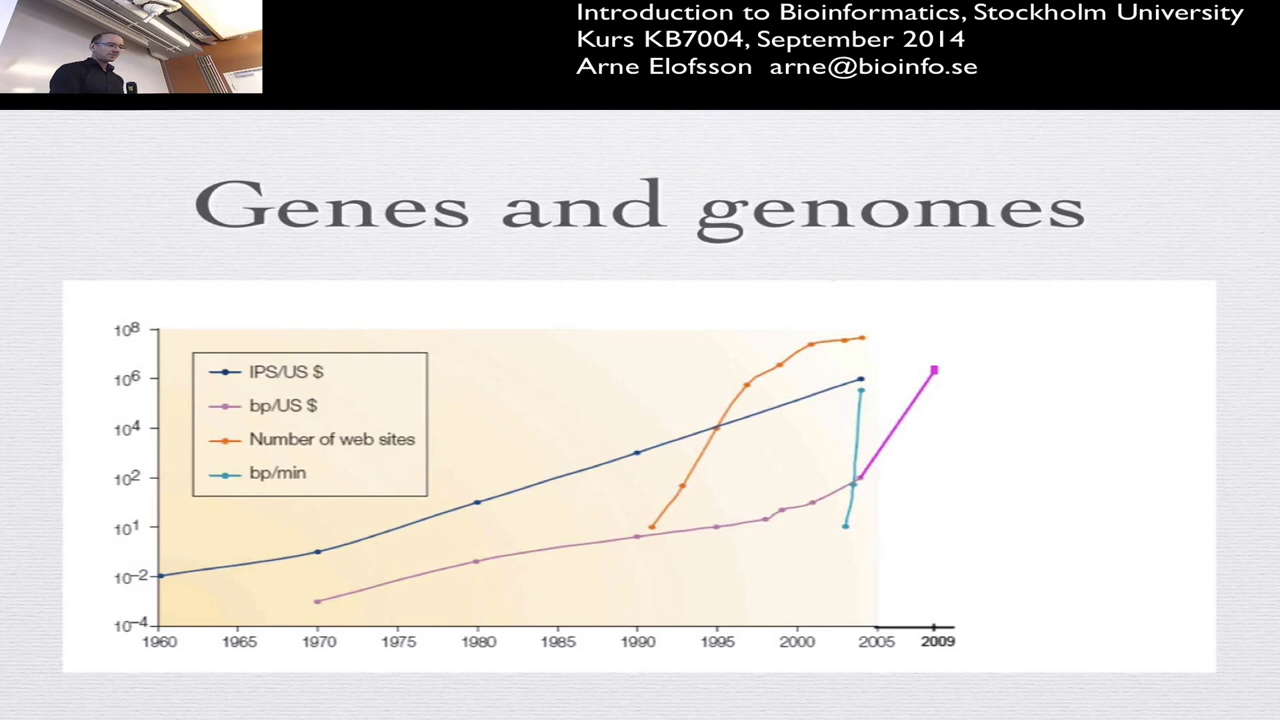 Introduction to Bioinformatics, Stockholm University
Kurs KB7004, September 2014
Arne Elofsson arne@bioinfo.se
Genes and genomes
10⁸
10⁶
10⁴
10²
10¹
10⁻²
10⁻⁴
IPS/US $
bp/US $
Number of web sites
bp/min
1960 1965 1970 1975 1980 1985 1990 1995 2000 2005 2009